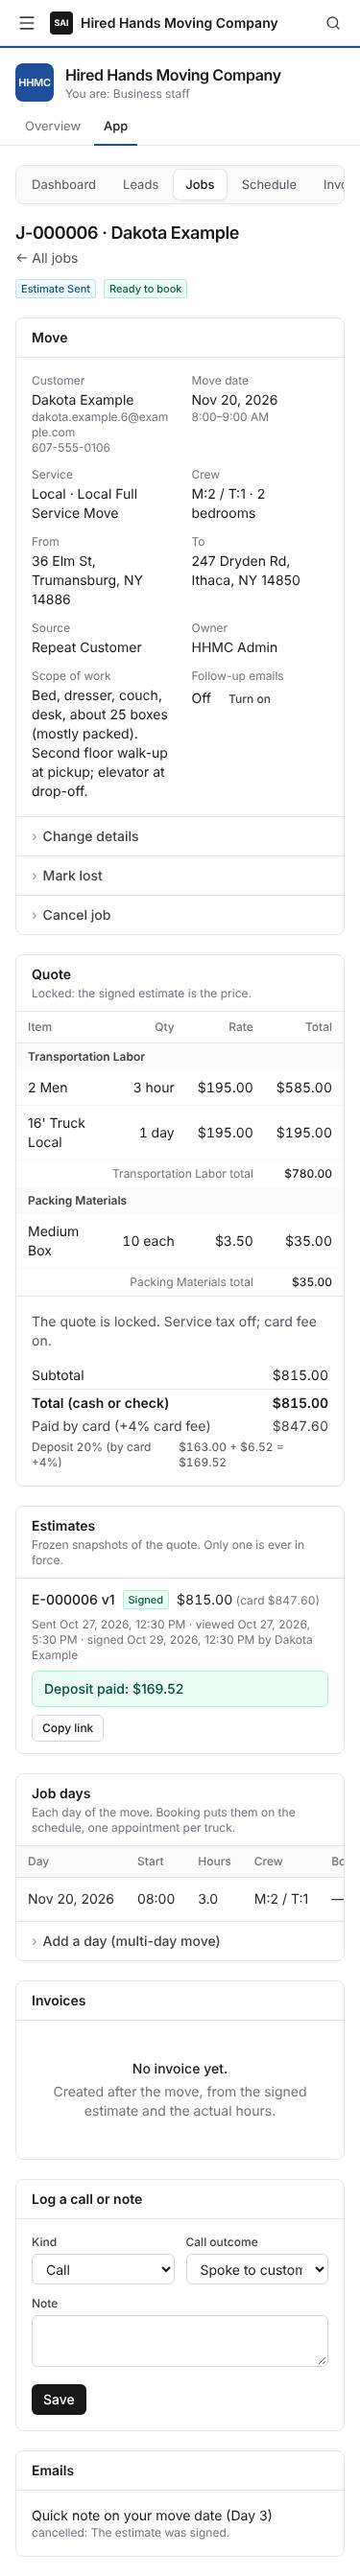 SAI Hired Hands Moving Company
HHMC
Hired Hands Moving Company
You are: Business staff
Overview App
Dashboard Leads Jobs Schedule
J-000006 · Dakota Example
← All jobs
Estimate Sent Ready to book
Move
Customer
Dakota Example
dakota.example.6@exam
ple.com
607-555-0106
Move date
Nov 20, 2026
8:00–9:00 AM
Service
Local · Local Full
Service Move
Crew
M:2 / T:1 · 2
bedrooms
From
36 Elm St,
Trumansburg, NY
14886
To
247 Dryden Rd,
Ithaca, NY 14850
Source
Repeat Customer
Owner
HHMC Admin
Scope of work
Bed, dresser, couch,
desk, about 25 boxes
(mostly packed).
Second floor walk-up
at pickup; elevator at
drop-off.
Follow-up emails
Off Turn on
› Change details
› Mark lost
› Cancel job
Quote
Locked: the signed estimate is the price.
Item Qty Rate Total
Transportation Labor
2 Men 3 hour $195.00 $585.00
16' Truck
Local 1 day $195.00 $195.00
Transportation Labor total $780.00
Packing Materials
Medium
Box 10 each $3.50 $35.00
Packing Materials total $35.00
The quote is locked. Service tax off; card fee
on.
Subtotal $815.00
Total (cash or check) $815.00
Paid by card (+4% card fee) $847.60
Deposit 20% (by card
+4%)
$163.00 + $6.52 =
$169.52
Estimates
Frozen snapshots of the quote. Only one is ever in
force.
E-000006 v1 Signed $815.00 (card $847.60)
Sent Oct 27, 2026, 12:30 PM · viewed Oct 27, 2026,
5:30 PM · signed Oct 29, 2026, 12:30 PM by Dakota
Example
Deposit paid: $169.52
Copy link
Job days
Each day of the move. Booking puts them on the
schedule, one appointment per truck.
Day Start Hours Crew
Nov 20, 2026 08:00 3.0 M:2 / T:1 —
› Add a day (multi-day move)
Invoices
No invoice yet.
Created after the move, from the signed
estimate and the actual hours.
Log a call or note
Kind
Call
Call outcome
Spoke to custom
Note
Save
Emails
Quick note on your move date (Day 3)
cancelled: The estimate was signed.